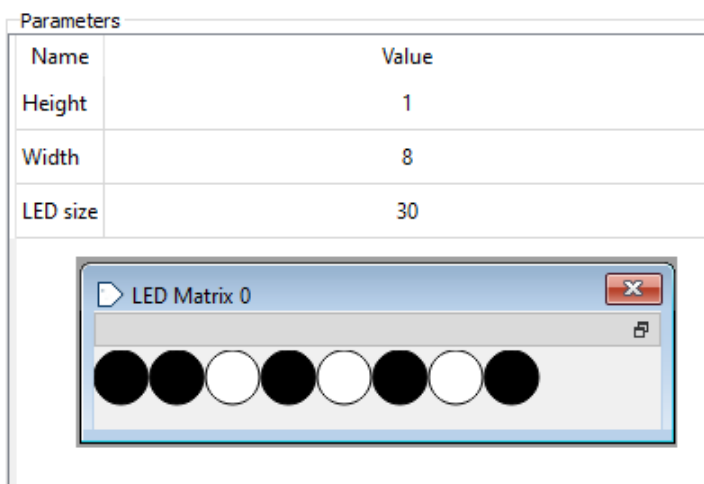 Parameters
Name Value
Height 1
Width 8
LED size 30
LED Matrix 0